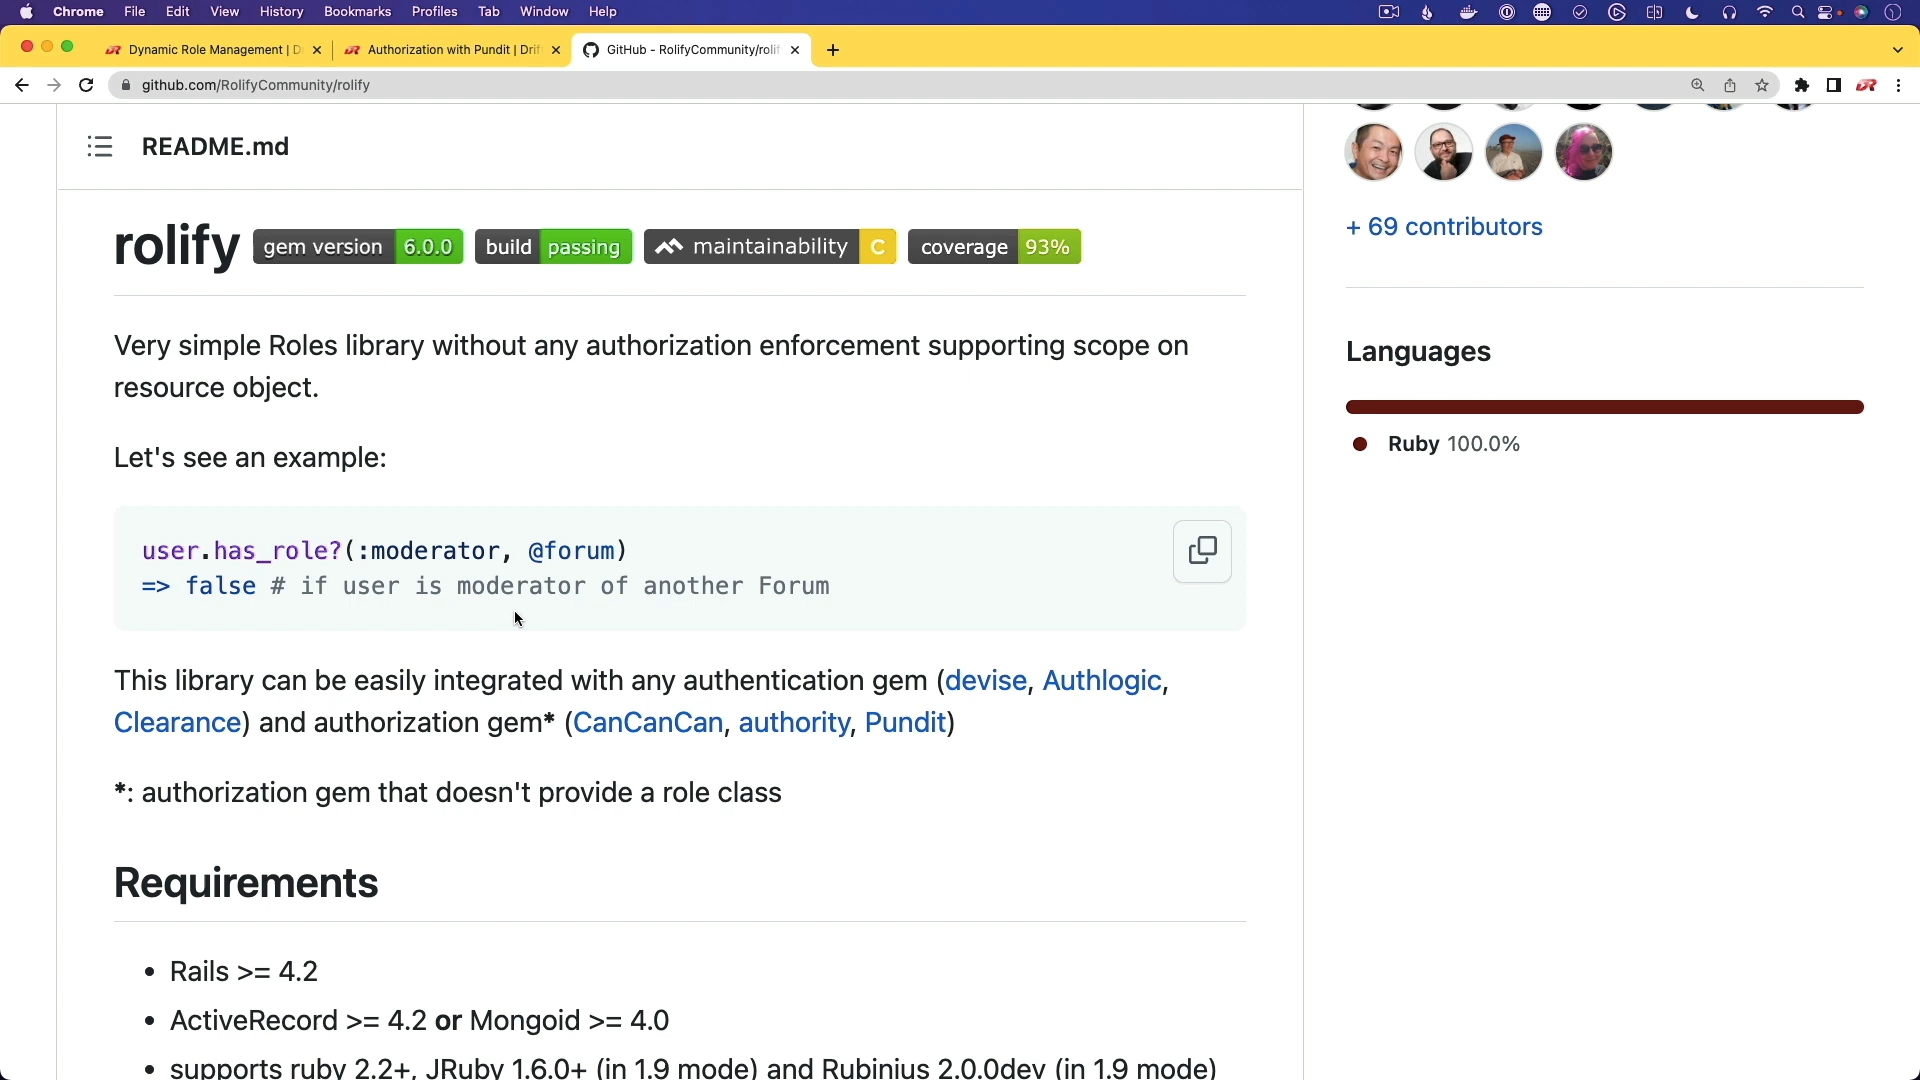 Chrome File Edit View History Bookmarks Profiles Tab Window Help
Dynamic Role Management | D
Authorization with Pundit | Drif
GitHub - RolifyCommunity/rolif
github.com/RolifyCommunity/rolify
README.md
+ 69 contributors
rolify gem version 6.0.0 build passing maintainability C coverage 93%
Very simple Roles library without any authorization enforcement supporting scope on
resource object.
Languages
Ruby 100.0%
Let's see an example:
user.has_role?(:moderator, @forum)
=> false # if user is moderator of another Forum
This library can be easily integrated with any authentication gem (devise, Authlogic,
Clearance) and authorization gem* (CanCanCan, authority, Pundit)
*: authorization gem that doesn't provide a role class
Requirements
• Rails >= 4.2
• ActiveRecord >= 4.2 or Mongoid >= 4.0
• supports ruby 2.2+, JRuby 1.6.0+ (in 1.9 mode) and Rubinius 2.0.0dev (in 1.9 mode)